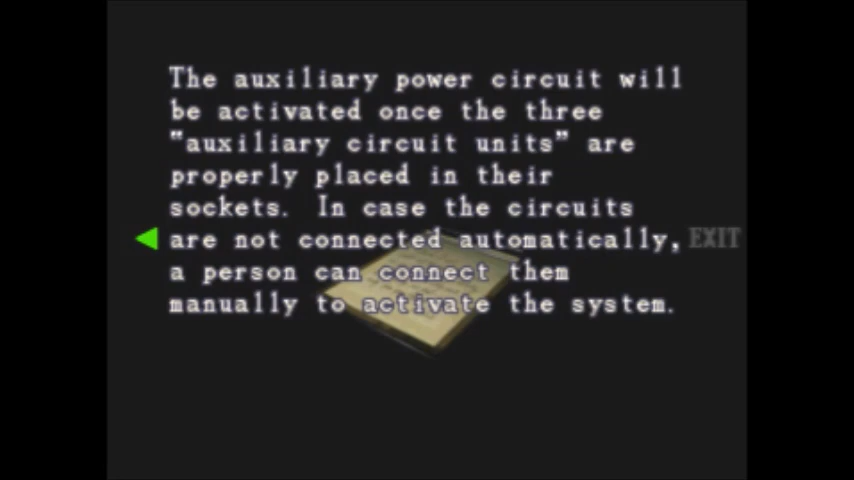 The auxiliary power circuit will
be activated once the three
"auxiliary circuit units" are
properly placed in their
sockets. In case the circuits
are not connected automatically,
EXIT
a person can connect them
manually to activate the system.